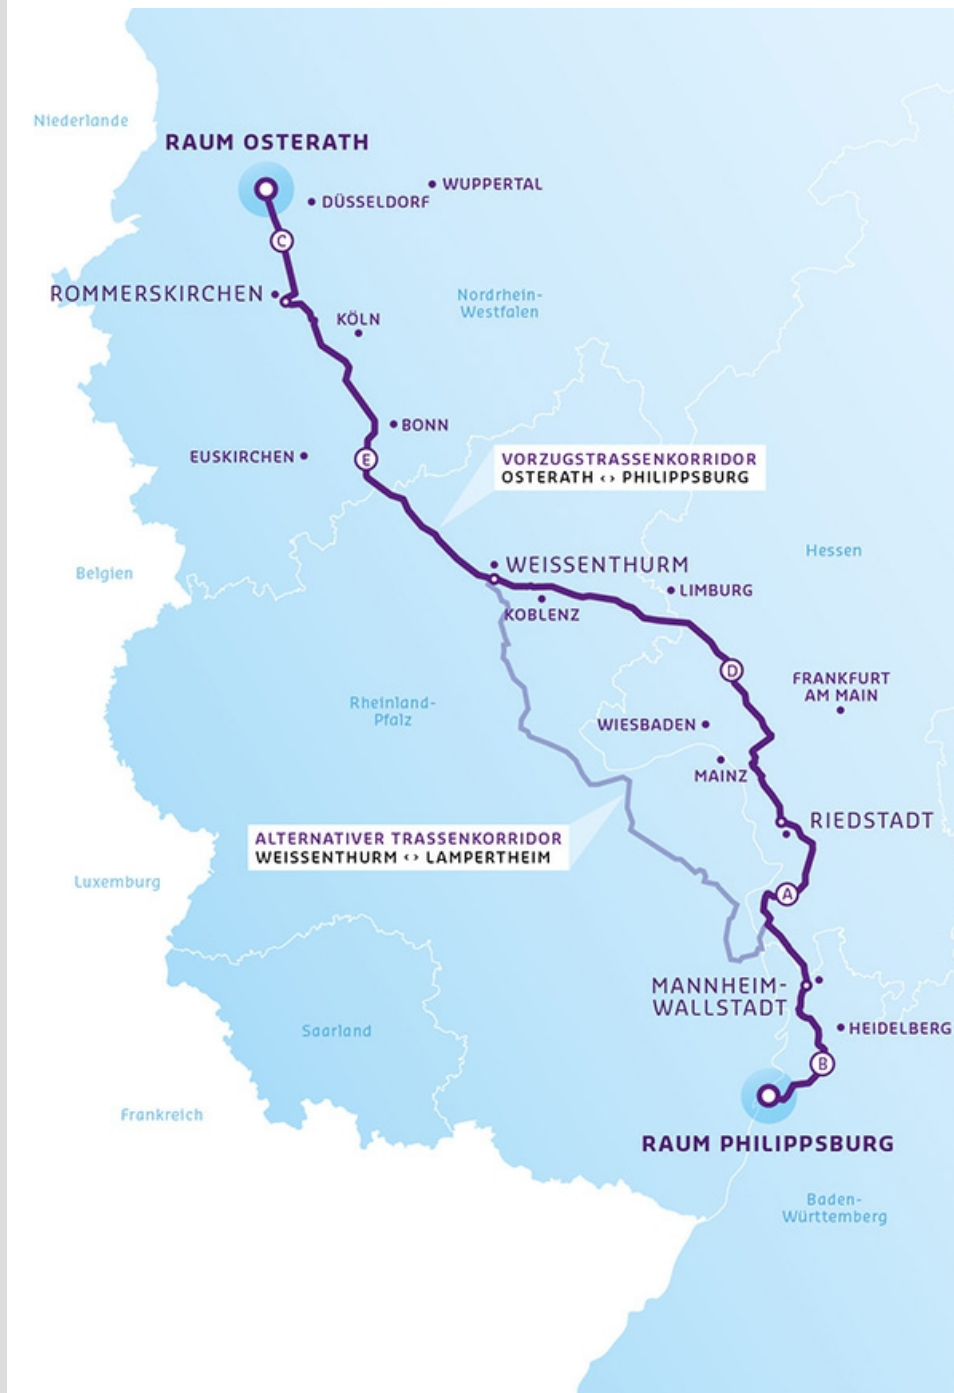 Niederlande
RAUM OSTERATH
WUPPERTAL
DÜSSELDORF
C
ROMMERSKIRCHEN
Nordrhein-
Westfalen
KÖLN
BONN
EUSKIRCHEN
E
VORZUGSTRASSENKORRIDOR
OSTERATH <> PHILIPPSBURG
Hessen
WEISSENTHURM
Belgien
LIMBURG
KOBLENZ
D
FRANKFURT
AM MAIN
Rheinland-
Pfalz
WIESBADEN
MAINZ
RIEDSTADT
ALTERNATIVER TRASSENKORRIDOR
WEISSENTHURM <> LAMPERTHEIM
Luxemburg
A
MANNHEIM-
WALLSTADT
HEIDELBERG
Saarland
B
Frankreich
RAUM PHILIPPSBURG
Baden-
Württemberg